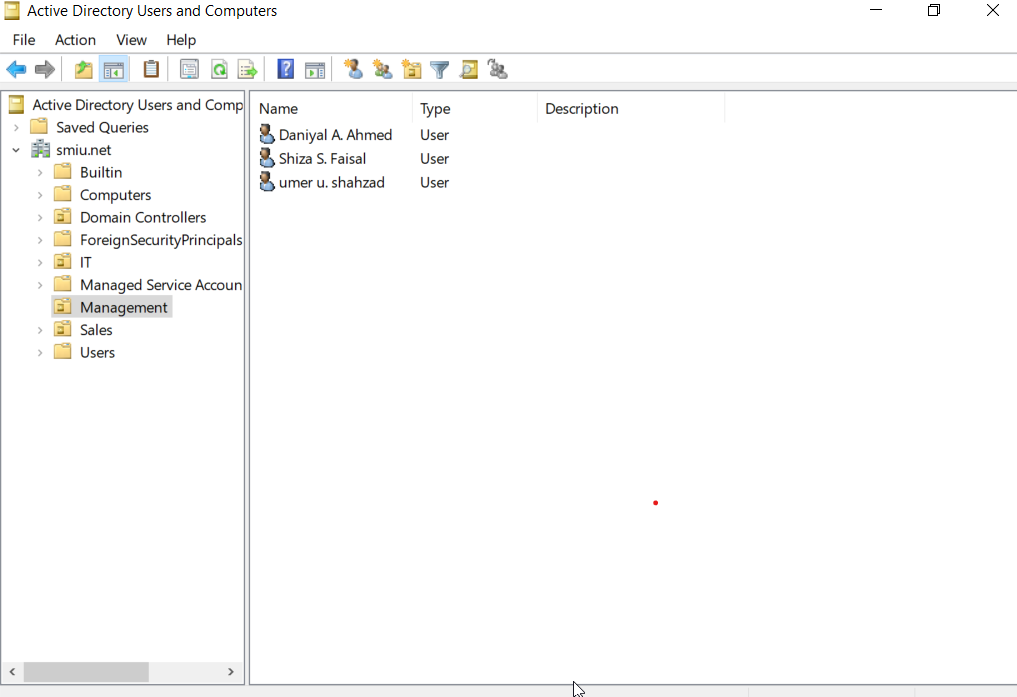 Active Directory Users and Computers
File Action View Help
Active Directory Users and Comp
Saved Queries
smiu.net
Builtin
Computers
Domain Controllers
ForeignSecurityPrincipals
IT
Managed Service Accoun
Management
Sales
Users
Name Type Description
Daniyal A. Ahmed User
Shiza S. Faisal User
umer u. shahzad User